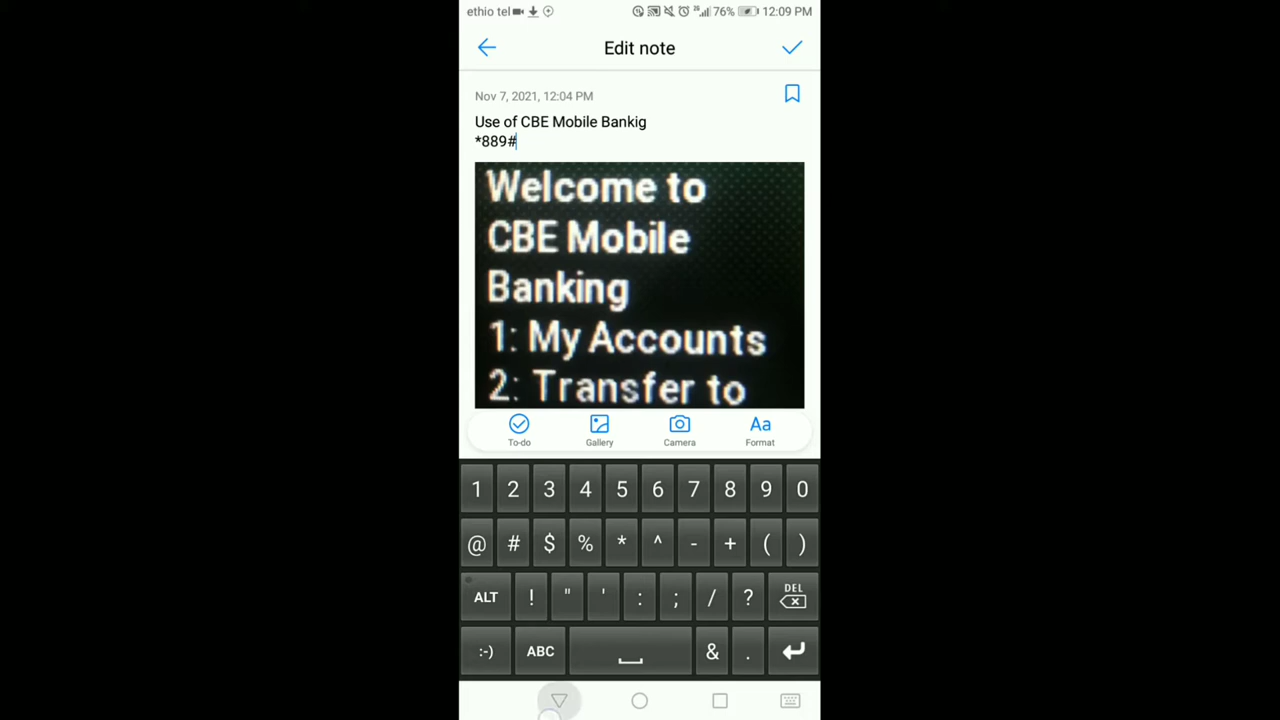 ethio tel 2G 76% 12:09 PM
Edit note
Nov 7, 2021, 12:04 PM
Use of CBE Mobile Bankig
*889#
Welcome to
CBE Mobile
Banking
1: My Accounts
2: Transfer to
To-do Gallery Camera Format
Aa
1 2 3 4 5 6 7 8 9 0
@ # $ % * ^ - + ( )
ALT ! " ' : ; / ? DEL
:-) ABC & .